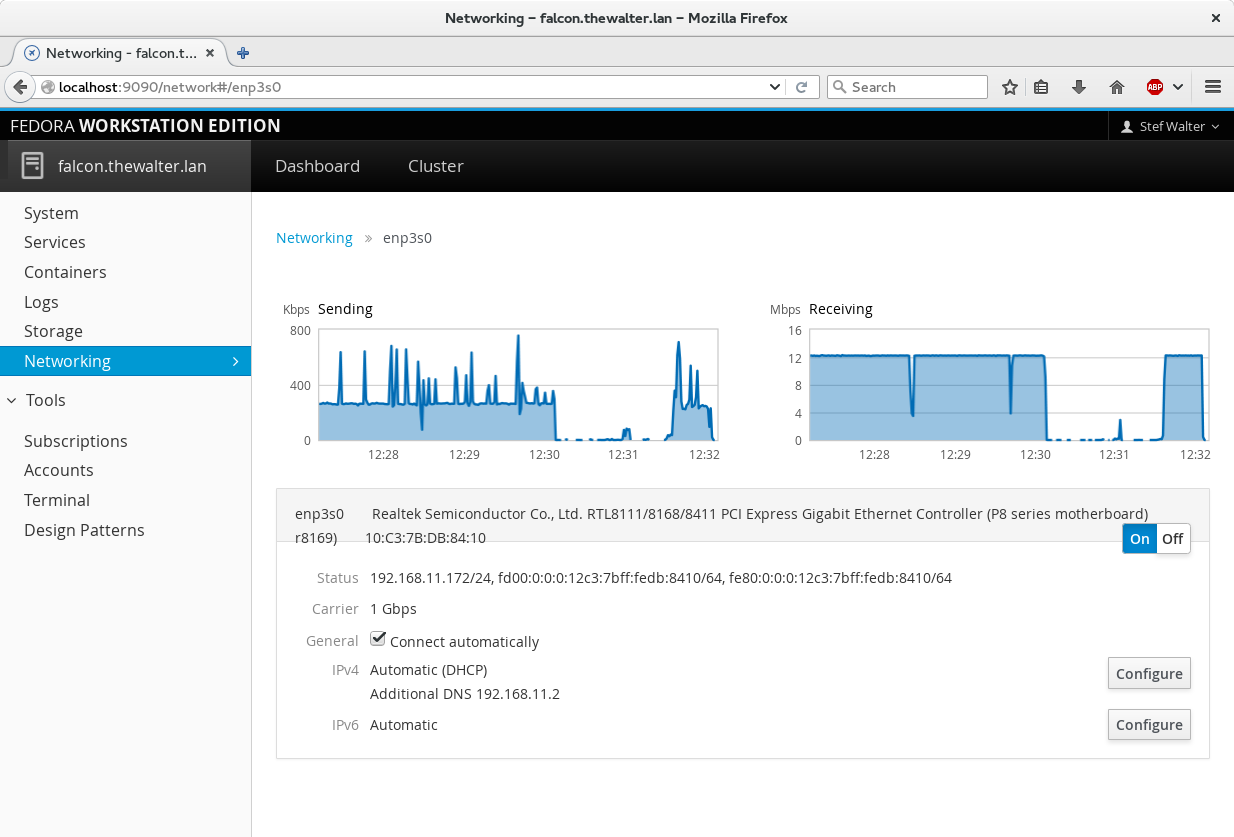 Networking – falcon.thewalter.lan – Mozilla Firefox
Networking - falcon.t...
localhost:9090/network#/enp3s0
Search
ABP
FEDORA WORKSTATION EDITION
Stef Walter
falcon.thewalter.lan
Dashboard
Cluster
System
Services
Containers
Logs
Storage
Networking
Tools
Subscriptions
Accounts
Terminal
Design Patterns
Networking » enp3s0
Kbps Sending
800
400
0
12:28 12:29 12:30 12:31 12:32
Mbps Receiving
16
12
8
4
0
12:28 12:29 12:30 12:31 12:32
enp3s0 Realtek Semiconductor Co., Ltd. RTL8111/8168/8411 PCI Express Gigabit Ethernet Controller (P8 series motherboard)
r8169) 10:C3:7B:DB:84:10
On Off
Status 192.168.11.172/24, fd00:0:0:0:12c3:7bff:fedb:8410/64, fe80:0:0:0:12c3:7bff:fedb:8410/64
Carrier 1 Gbps
General Connect automatically
IPv4 Automatic (DHCP) Configure
Additional DNS 192.168.11.2
IPv6 Automatic Configure